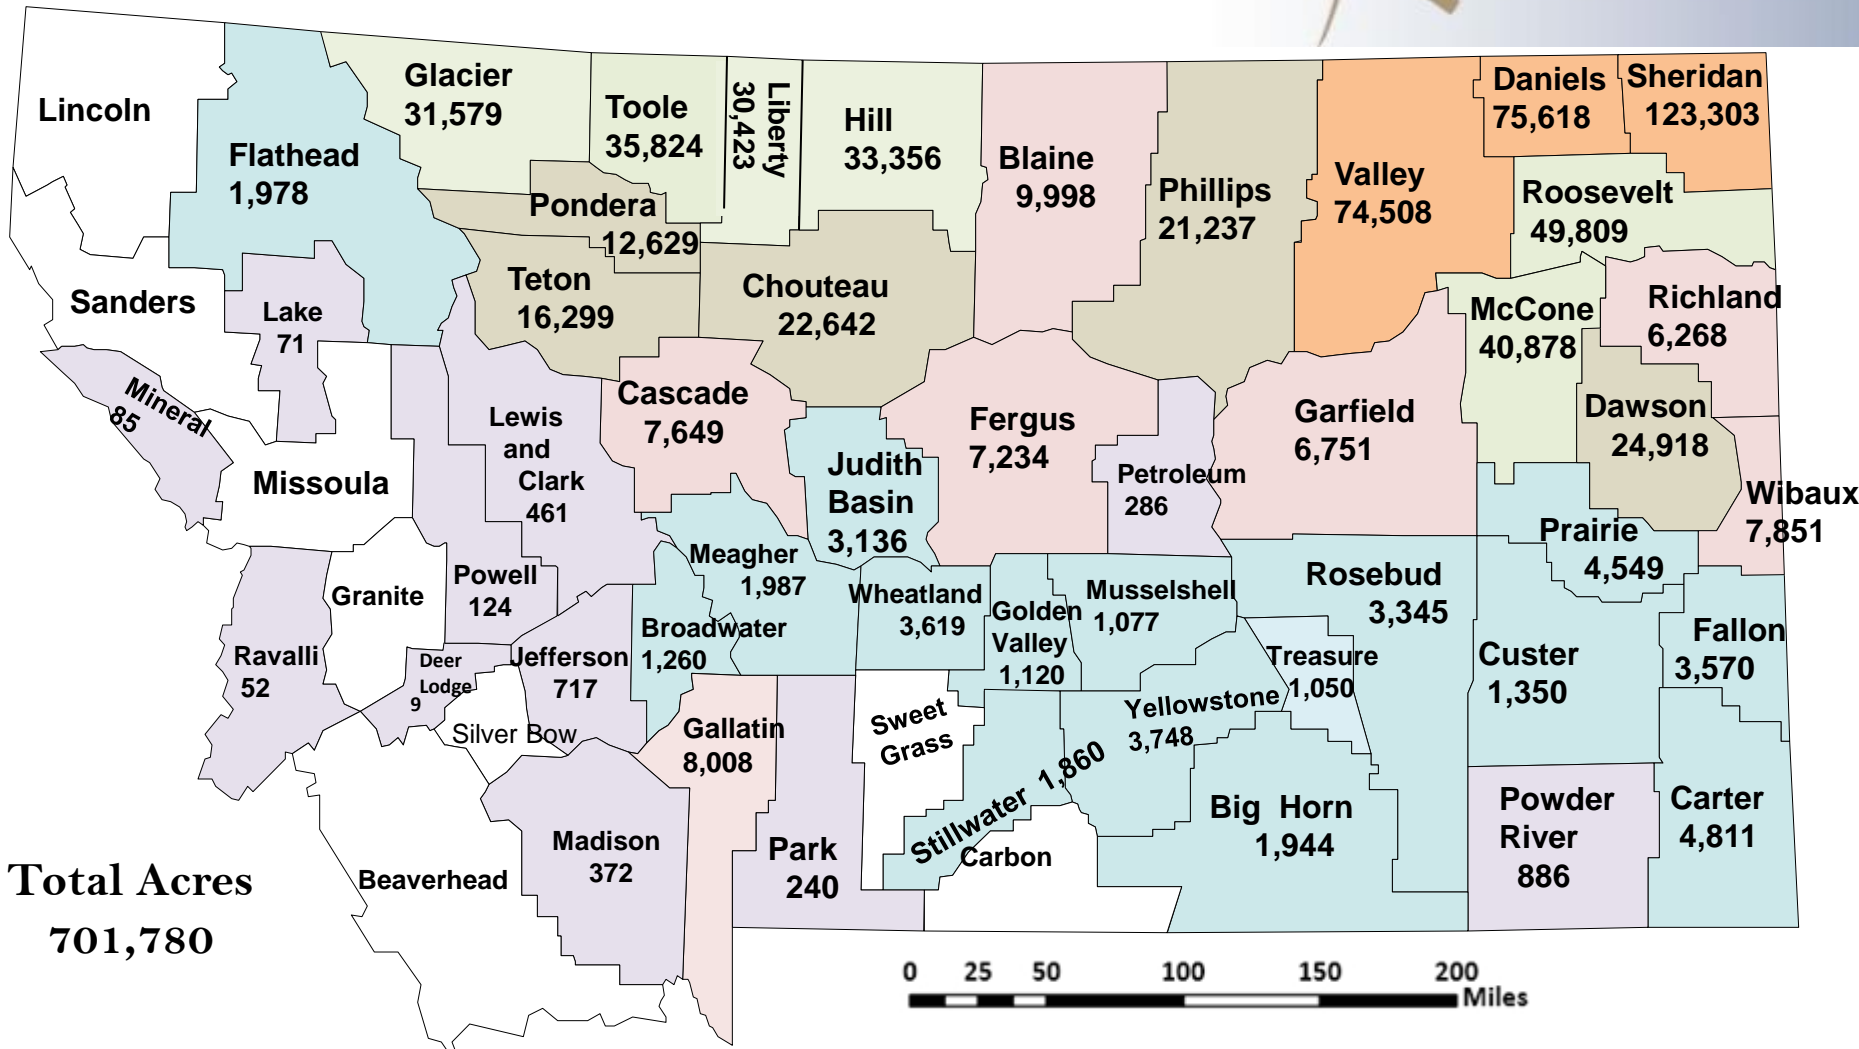 Lincoln
Flathead
1,978
Glacier
31,579
Toole
35,824
Liberty
30,423
Hill
33,356
Blaine
9,998
Phillips
21,237
Valley
74,508
Daniels
75,618
Sheridan
123,303
Roosevelt
49,809
Pondera
12,629
Teton
16,299
Chouteau
22,642
Sanders
Lake
71
McCone
40,878
Richland
6,268
Mineral
85
Missoula
Lewis
and
Clark
461
Cascade
7,649
Judith
Basin
3,136
Fergus
7,234
Petroleum
286
Garfield
6,751
Dawson
24,918
Wibaux
7,851
Prairie
4,549
Granite
Powell
124
Meagher
1,987
Wheatland
3,619
Golden
Valley
1,120
Musselshell
1,077
Rosebud
3,345
Ravalli
52
Deer
Lodge
9
Jefferson
717
Broadwater
1,260
Treasure
1,050
Custer
1,350
Fallon
3,570
Silver Bow
Gallatin
8,008
Sweet
Grass
Yellowstone
3,748
Stillwater 1,860
Carbon
Big Horn
1,944
Powder
River
886
Carter
4,811
Beaverhead
Madison
372
Park
240
Total Acres
701,780
0 25 50 100 150 200
Miles